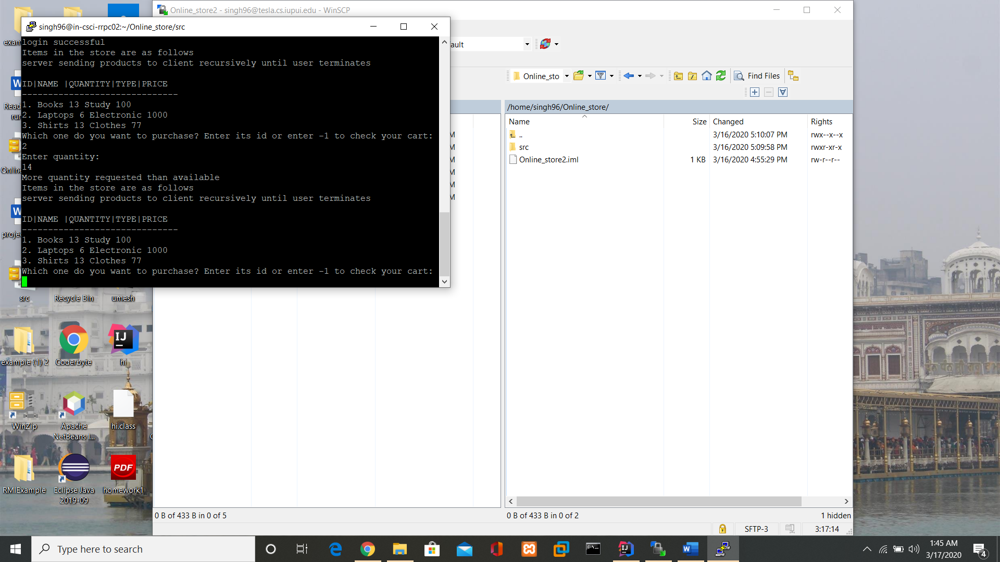 Online_store2 - singh96@tesla.cs.iupui.edu - WinSCP
singh96@in-csci-rrpc02:~/Online_store/src
login successful
Items in the store are as follows
server sending products to client recursively until user terminates
ID|NAME |QUANTITY|TYPE|PRICE
------------------------------
1. Books 13 Study 100
2. Laptops 6 Electronic 1000
3. Shirts 13 Clothes 77
Which one do you want to purchase? Enter its id or enter -1 to check your cart:
2
Enter quantity:
14
More quantity requested than available
Items in the store are as follows
server sending products to client recursively until user terminates
ID|NAME |QUANTITY|TYPE|PRICE
------------------------------
1. Books 13 Study 100
2. Laptops 6 Electronic 1000
3. Shirts 13 Clothes 77
Which one do you want to purchase? Enter its id or enter -1 to check your cart:
ault
Online_sto
Find Files
/home/singh96/Online_store/
Name Size Changed Rights
.. 3/16/2020 5:10:07 PM rwx--x--x
src 3/16/2020 5:09:58 PM rwxr-xr-x
Online_store2.iml 1 KB 3/16/2020 4:55:29 PM rw-r--r--
M
M
M
M
M
M
0 B of 433 B in 0 of 5
0 B of 433 B in 0 of 2
1 hidden
SFTP-3
3:17:14
exam
Read
run
Online
projec
src
Recycle Bin
umesh
example (1) 2
Coderbyte
hi
WinZip
Apache
NetBeans I...
hi.class
RMIExample
Eclipse Java
2019-09
PDF
homework1
Type here to search
1:45 AM
3/17/2020
4